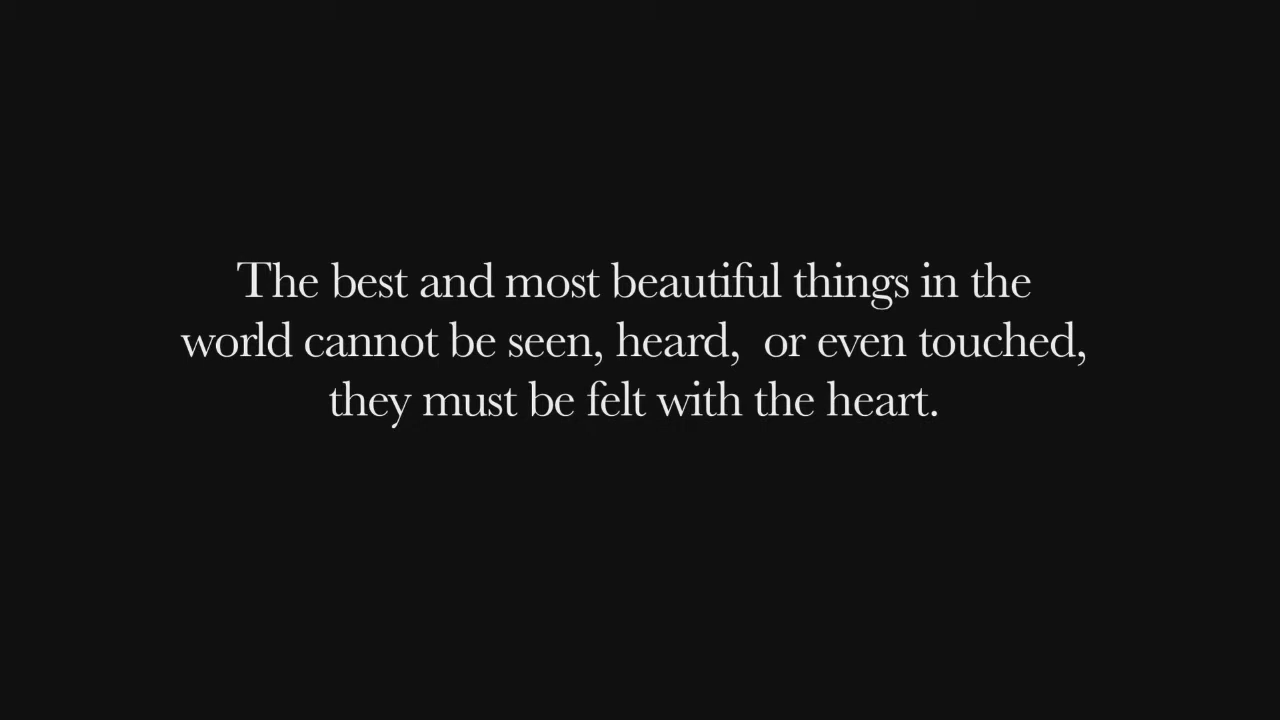 The best and most beautiful things in the
world cannot be seen, heard,  or even touched,
they must be felt with the heart.